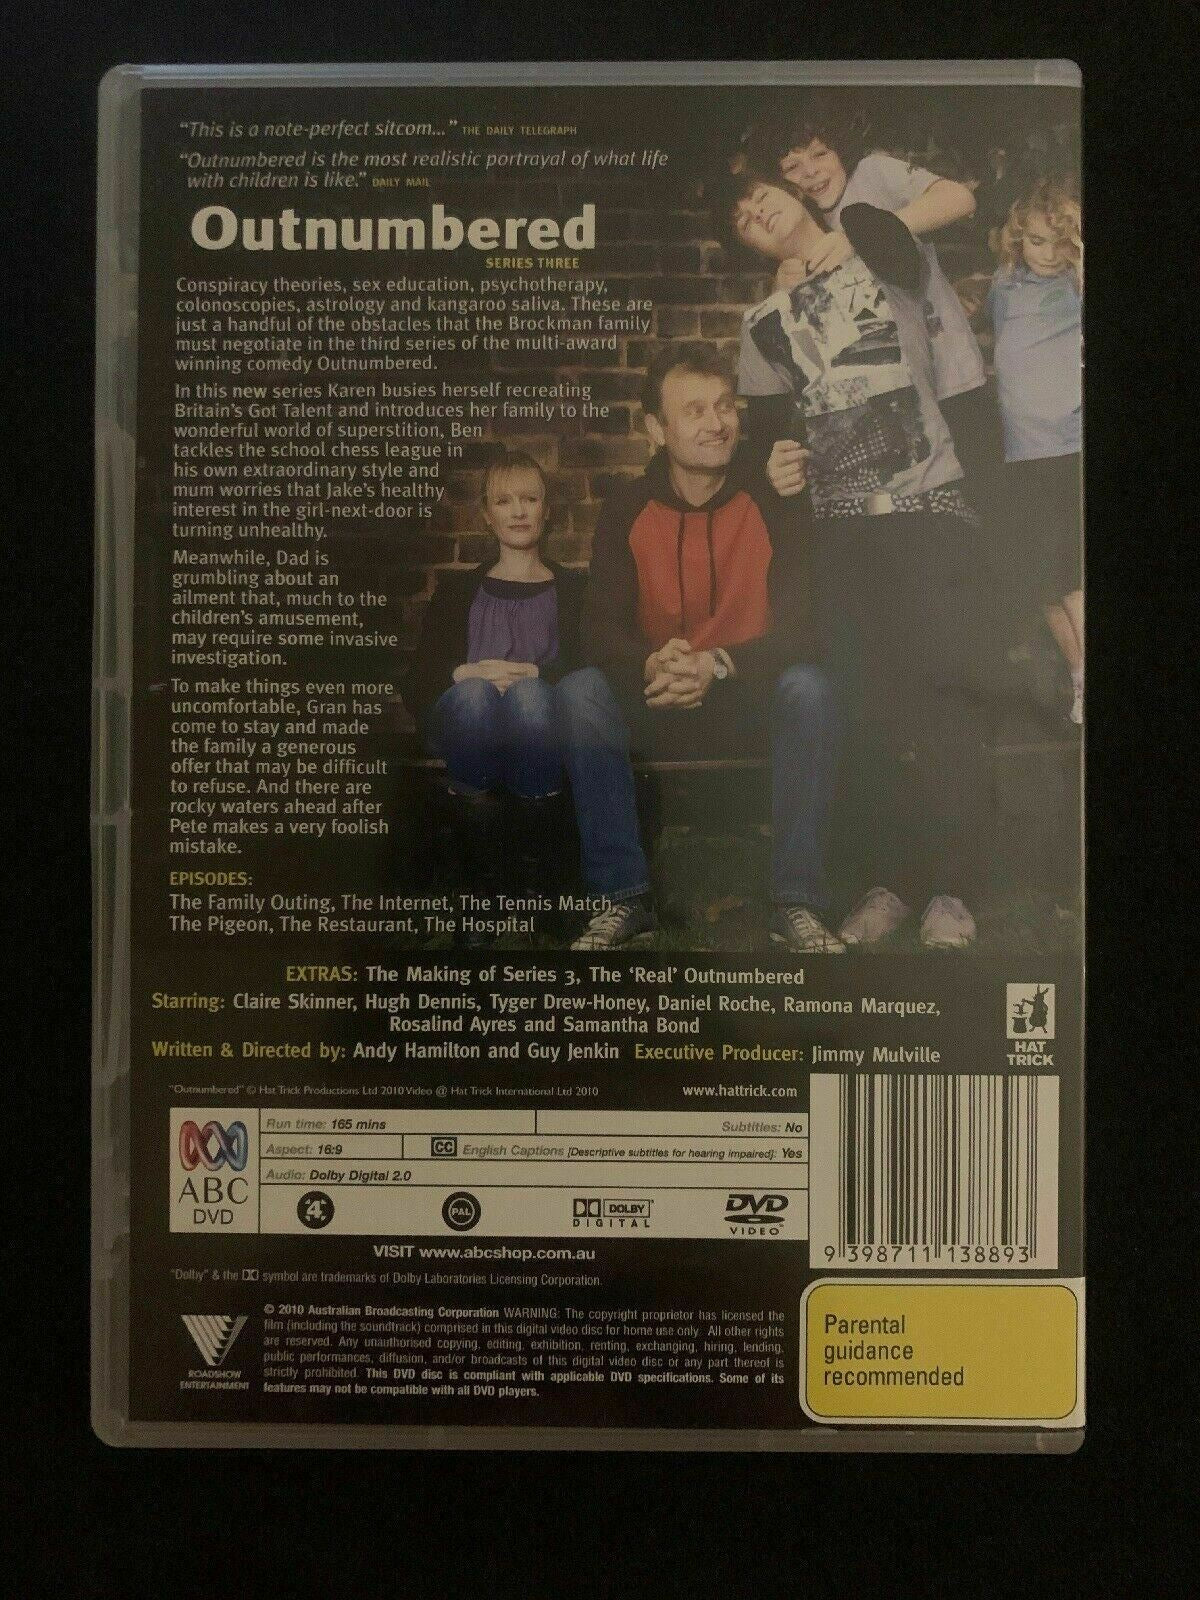 "This is a note-perfect sitcom..." THE DAILY TELEGRAPH
"Outnumbered is the most realistic portrayal of what life
with children is like." DAILY MAIL
Outnumbered
SERIES THREE
Conspiracy theories, sex education, psychotherapy,
colonoscopies, astrology and kangaroo saliva. These are
just a handful of the obstacles that the Brockman family
must negotiate in the third series of the multi-award
winning comedy Outnumbered.
In this new series Karen busies herself recreating
Britain's Got Talent and introduces her family to the
wonderful world of superstition, Ben
tackles the school chess league in
his own extraordinary style and
mum worries that Jake's healthy
interest in the girl-next-door is
turning unhealthy.
Meanwhile, Dad is
grumbling about an
ailment that, much to the
children's amusement,
may require some invasive
investigation.
To make things even more
uncomfortable, Gran has
come to stay and made
the family a generous
offer that may be difficult
to refuse. And there are
rocky waters ahead after
Pete makes a very foolish
mistake.
EPISODES:
The Family Outing, The Internet, The Tennis Match,
The Pigeon, The Restaurant, The Hospital
EXTRAS: The Making of Series 3, The 'Real' Outnumbered
Starring: Claire Skinner, Hugh Dennis, Tyger Drew-Honey, Daniel Roche, Ramona Marquez,
Rosalind Ayres and Samantha Bond
Written & Directed by: Andy Hamilton and Guy Jenkin Executive Producer: Jimmy Mulville
HAT
TRICK
"Outnumbered" © Hat Trick Productions Ltd 2010 Video @ Hat Trick International Ltd 2010 www.hattrick.com
ABC
DVD
Run time: 165 mins Subtitles: No
Aspect: 16:9 CC English Captions [Descriptive subtitles for hearing impaired]: Yes
Audio: Dolby Digital 2.0
4 PAL DOLBY DIGITAL DVD VIDEO
9 398711 138893
VISIT www.abcshop.com.au
"Dolby" & the symbol are trademarks of Dolby Laboratories Licensing Corporation.
ROADSHOW
ENTERTAINMENT
© 2010 Australian Broadcasting Corporation WARNING: The copyright proprietor has licensed the
film (including the soundtrack) comprised in this digital video disc for home use only. All other rights
are reserved. Any unauthorised copying, editing, exhibition, renting, exchanging, hiring, lending,
public performances, diffusion, and/or broadcasts of this digital video disc or any part thereof is
strictly prohibited. This DVD disc is compliant with applicable DVD specifications. Some of its
features may not be compatible with all DVD players.
Parental
guidance
recommended